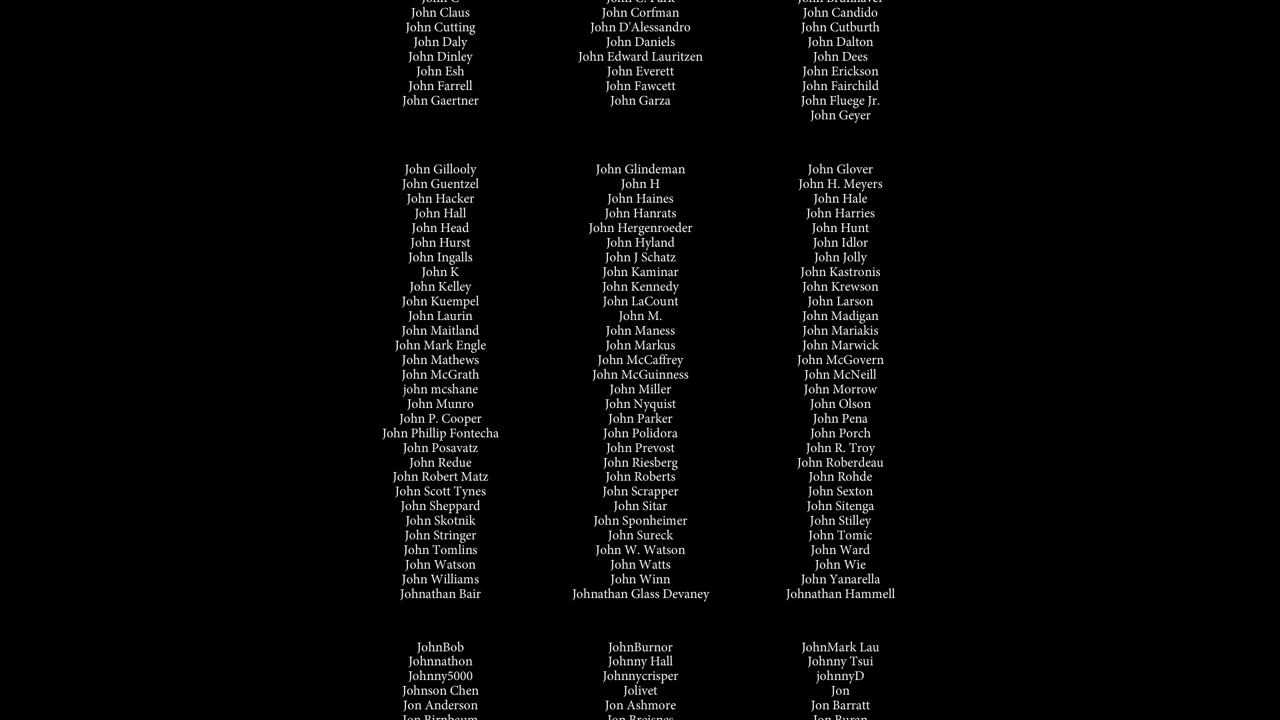 John Claus John Corfman John Candido
John Cutting John D'Alessandro John Cutburth
John Daly John Daniels John Dalton
John Dinley John Edward Lauritzen John Dees
John Esh John Everett John Erickson
John Farrell John Fawcett John Fairchild
John Gaertner John Garza John Fluege Jr.
John Geyer
John Gillooly John Glindeman John Glover
John Guentzel John H John H. Meyers
John Hacker John Haines John Hale
John Hall John Hanrats John Harries
John Head John Hergenroeder John Hunt
John Hurst John Hyland John Idlor
John Ingalls John J Schatz John Jolly
John K John Kaminar John Kastronis
John Kelley John Kennedy John Krewson
John Kuempel John LaCount John Larson
John Laurin John M. John Madigan
John Maitland John Maness John Mariakis
John Mark Engle John Markus John Marwick
John Mathews John McCaffrey John McGovern
John McGrath John McGuinness John McNeill
john mcshane John Miller John Morrow
John Munro John Nyquist John Olson
John P. Cooper John Parker John Pena
John Phillip Fontecha John Polidora John Porch
John Posavatz John Prevost John R. Troy
John Redue John Riesberg John Roberdeau
John Robert Matz John Roberts John Rohde
John Scott Tynes John Scrapper John Sexton
John Sheppard John Sitar John Sitenga
John Skotnik John Sponheimer John Stilley
John Stringer John Sureck John Tomic
John Tomlins John W. Watson John Ward
John Watson John Watts John Wie
John Williams John Winn John Yanarella
Johnathan Bair Johnathan Glass Devaney Johnathan Hammell
JohnBob JohnBurnor JohnMark Lau
Johnnathon Johnny Hall Johnny Tsui
Johnny5000 Johnnycrisper johnnyD
Johnson Chen Jolivet Jon
Jon Anderson Jon Ashmore Jon Barratt